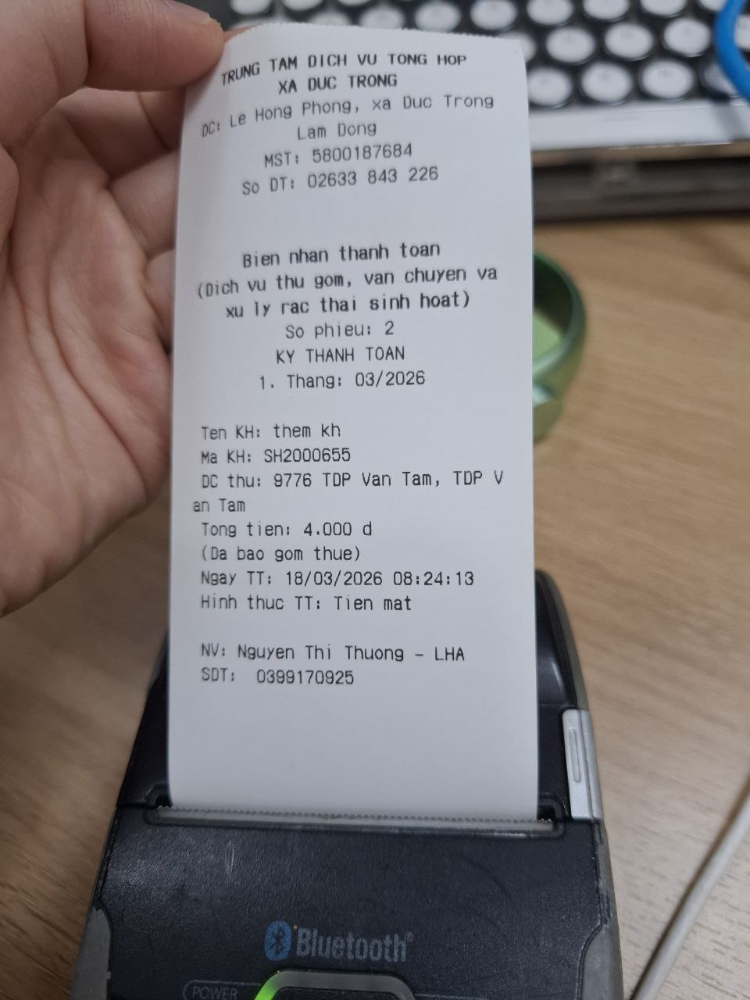 TRUNG TAM DICH VU TONG HOP
XA DUC TRONG
DC: Le Hong Phong, xa Duc Trong
Lam Dong
MST: 5800187684
So DT: 02633 843 226
Bien nhan thanh toan
(Dich vu thu gom, van chuyen va
xu ly rac thai sinh hoat)
So phieu: 2
KY THANH TOAN
1. Thang: 03/2026
Ten KH: them kh
Ma KH: SH2000655
DC thu: 9776 TDP Van Tam, TDP V
an Tam
Tong tien: 4.000 d
(Da bao gom thue)
Ngay TT: 18/03/2026 08:24:13
Hinh thuc TT: Tien mat
NV: Nguyen Thi Thuong - LHA
SDT: 0399170925
Bluetooth®
POWER